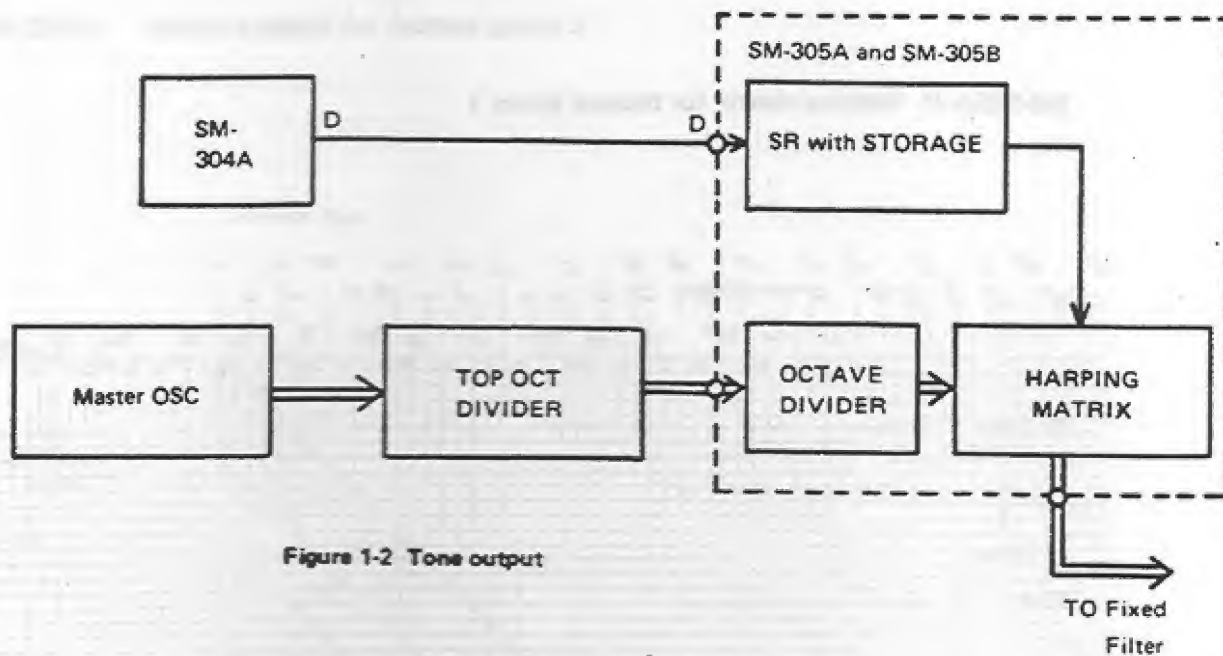 SM-305A and SM-305B
SM-
304A
D
D
SR with STORAGE
Master OSC
TOP OCT
DIVIDER
OCTAVE
DIVIDER
HARPING
MATRIX
Figure 1-2 Tone output
TO Fixed
Filter